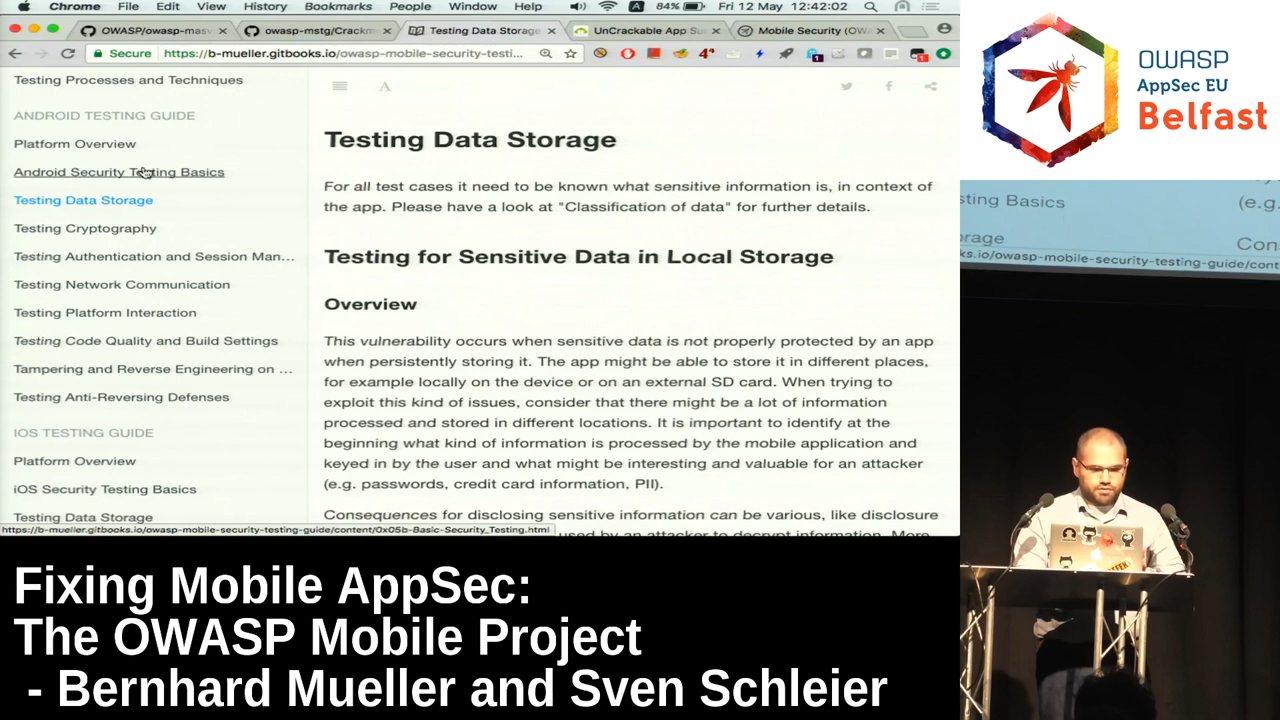 Chrome File Edit View History Bookmarks People Window Help 84% Fri 12 May 12:42:02
OWASP/owasp-mas
owasp-mstg/Crackm
Testing Data Storage
UnCrackable App Su
Mobile Security (OW
Secure https://b-mueller.gitbooks.io/owasp-mobile-security-testi...
Testing Processes and Techniques
ANDROID TESTING GUIDE
Platform Overview
Android Security Testing Basics
Testing Data Storage
Testing Cryptography
Testing Authentication and Session Man...
Testing Network Communication
Testing Platform Interaction
Testing Code Quality and Build Settings
Tampering and Reverse Engineering on ...
Testing Anti-Reversing Defenses
IOS TESTING GUIDE
Platform Overview
iOS Security Testing Basics
Testing Data Storage
https://b-mueller.gitbooks.io/owasp-mobile-security-testing-guide/content/0x05b-Basic-Security_Testing.html
A
Testing Data Storage
For all test cases it need to be known what sensitive information is, in context of
the app. Please have a look at "Classification of data" for further details.
Testing for Sensitive Data in Local Storage
Overview
This vulnerability occurs when sensitive data is not properly protected by an app
when persistently storing it. The app might be able to store it in different places,
for example locally on the device or on an external SD card. When trying to
exploit this kind of issues, consider that there might be a lot of information
processed and stored in different locations. It is important to identify at the
beginning what kind of information is processed by the mobile application and
keyed in by the user and what might be interesting and valuable for an attacker
(e.g. passwords, credit card information, PII).
Consequences for disclosing sensitive information can be various, like disclosure
used by an attacker to decrypt information. More
OWASP
AppSec EU
Belfast
sting Basics
(e.g.
rage
Con
ks.io/owasp-mobile-security-testing-guide/cont
Fixing Mobile AppSec:
The OWASP Mobile Project
- Bernhard Mueller and Sven Schleier